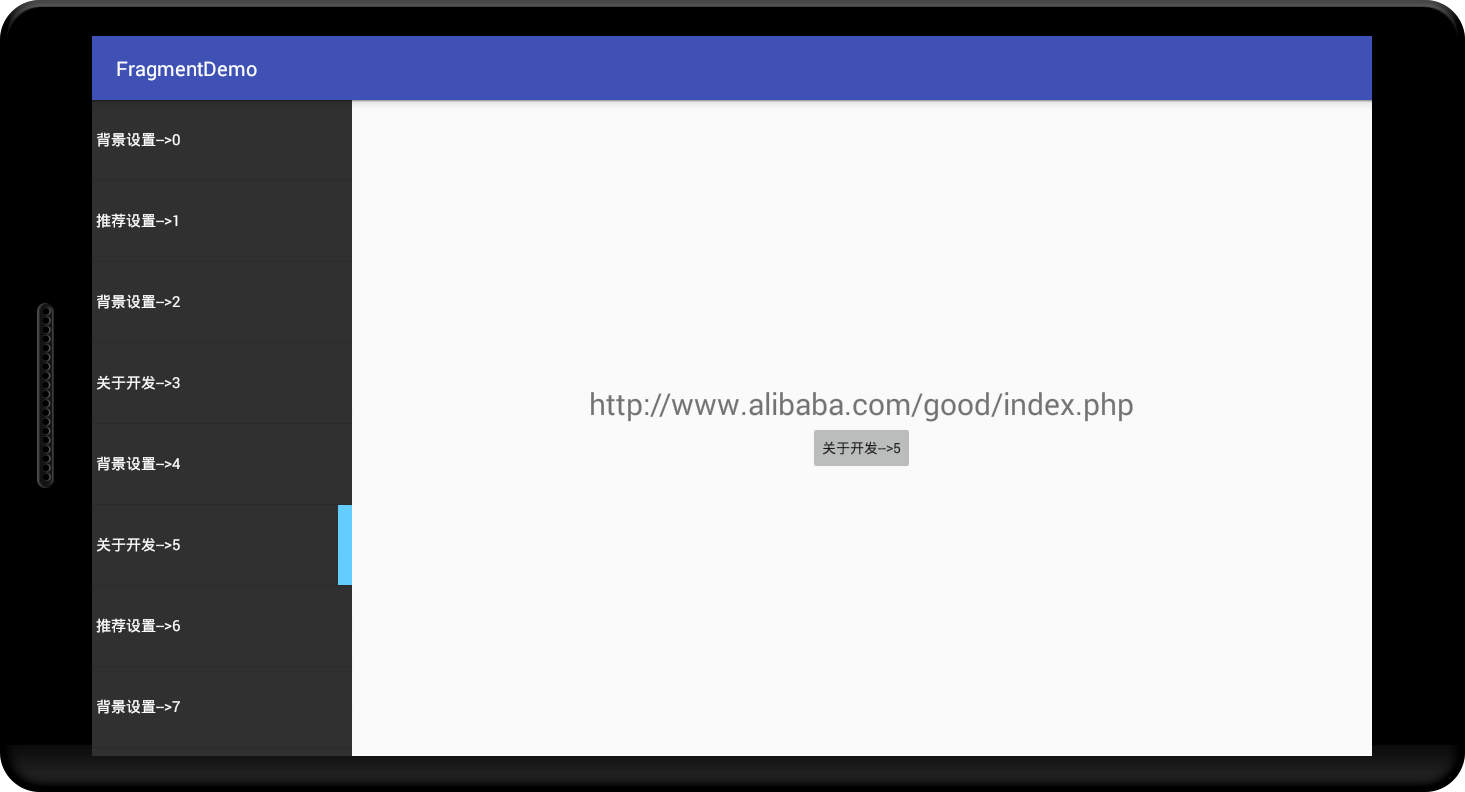 FragmentDemo
背景设置-->0
推荐设置-->1
背景设置-->2
关于开发-->3
背景设置-->4
关于开发-->5
推荐设置-->6
背景设置-->7
http://www.alibaba.com/good/index.php
关于开发-->5